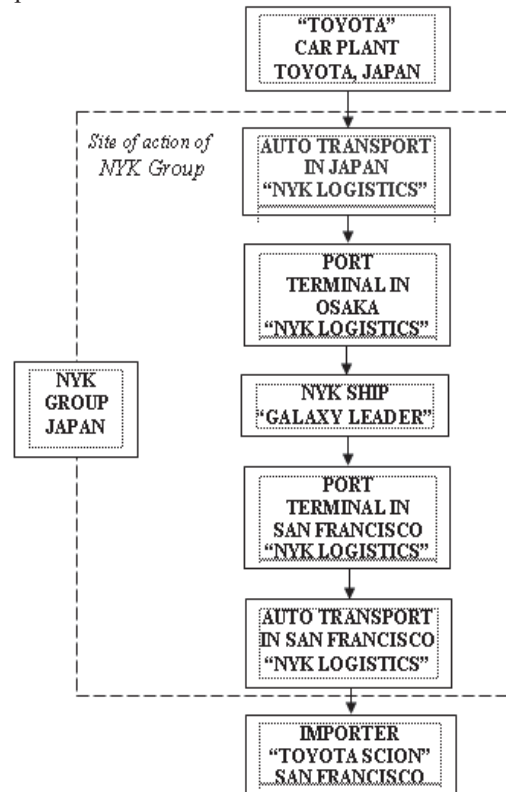 “TOYOTA”
CAR PLANT
TOYOTA, JAPAN
Site of action of
NYK Group
AUTO TRANSPORT
IN JAPAN
“NYK LOGISTICS”
PORT
TERMINAL IN
OSAKA
“NYK LOGISTICS”
NYK
GROUP
JAPAN
NYK SHIP
“GALAXY LEADER”
PORT
TERMINAL IN
SAN FRANCISCO
“NYK LOGISTICS”
AUTO TRANSPORT
IN SAN FRANCISCO
“NYK LOGISTICS”
IMPORTER
“TOYOTA SCION”
SAN FRANCISCO